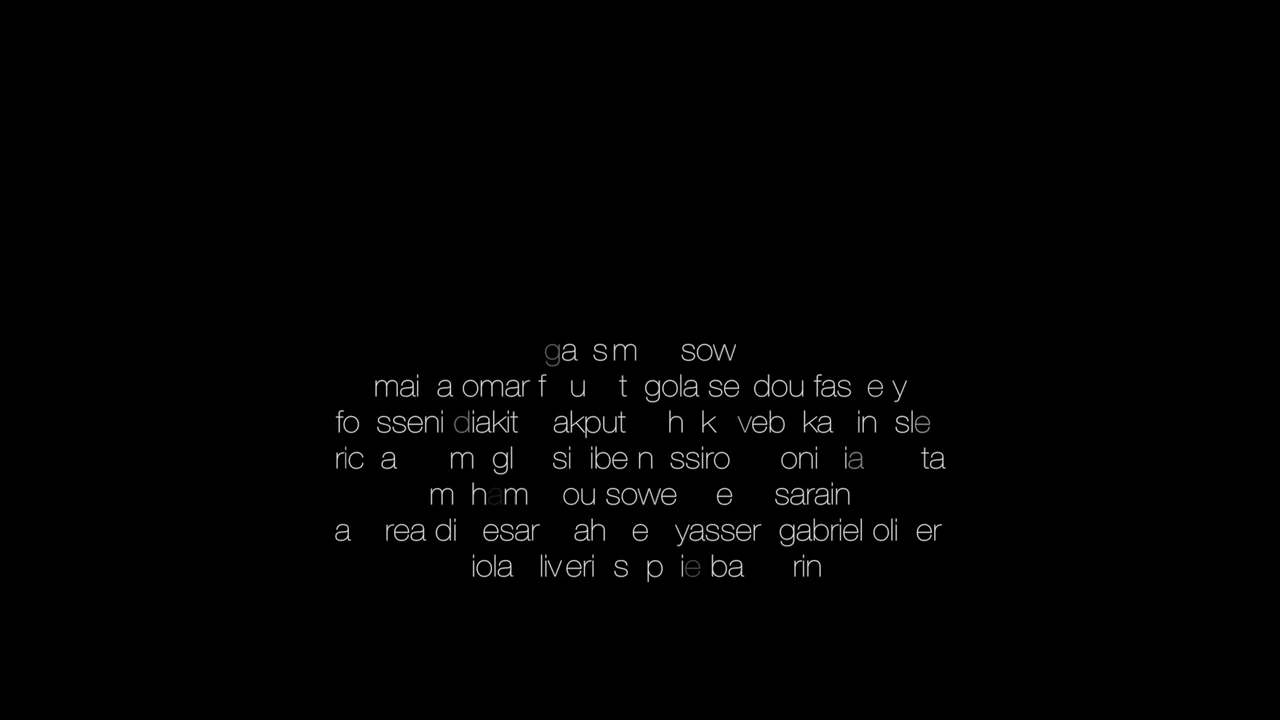 ga sm sow
mai a omar f u t gola se dou fas e y
fo sseni diakit akput h k veb ka in sle
ric a m gl si ibe n ssiro oni ia ta
m ham ou sowe e sarain
a rea di esar ah e yasser gabriel oli er
iola liveri s p ie ba rin